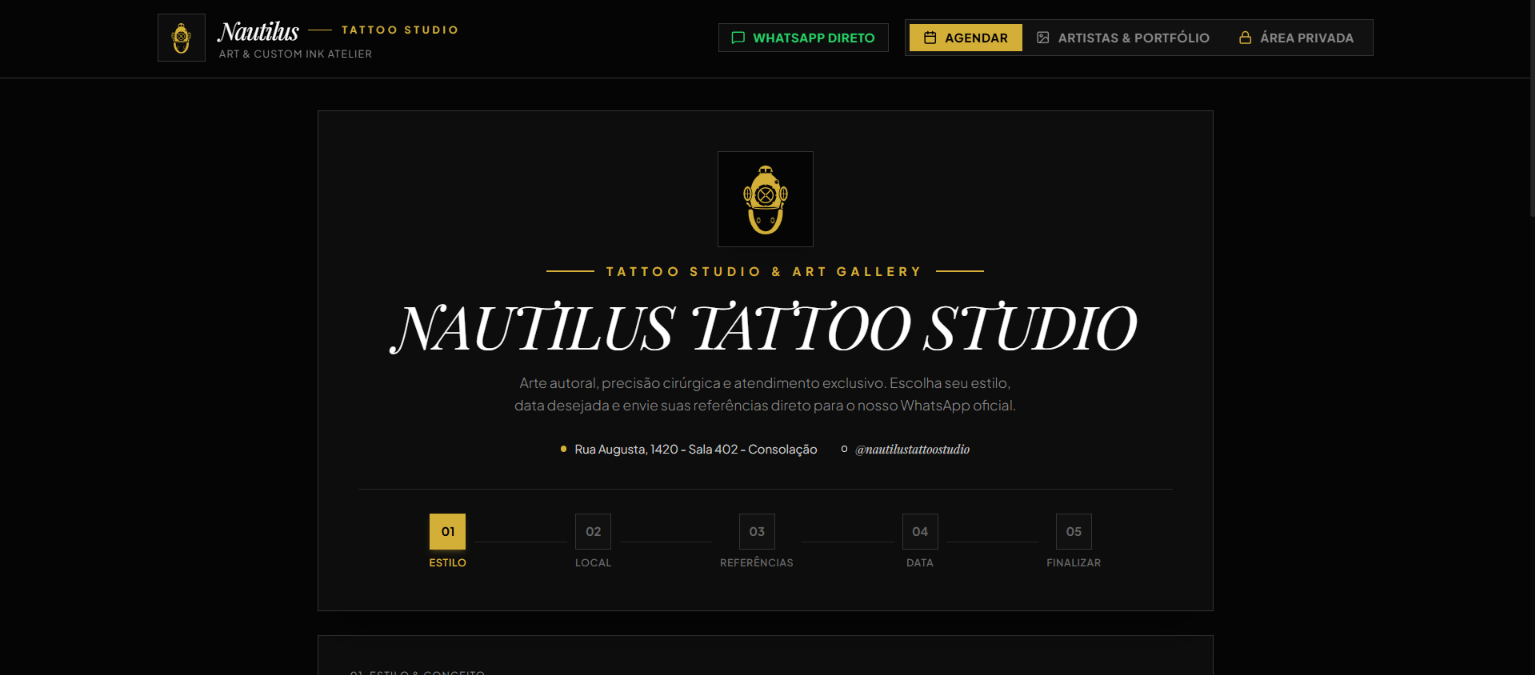 Nautilus — TATTOO STUDIO
ART & CUSTOM INK ATELIER
WHATSAPP DIRETO
AGENDAR
ARTISTAS & PORTFÓLIO
ÁREA PRIVADA
TATTOO STUDIO & ART GALLERY
NAUTILUS TATTOO STUDIO
Arte autoral, precisão cirúrgica e atendimento exclusivo. Escolha seu estilo,
data desejada e envie suas referências direto para o nosso WhatsApp oficial.
Rua Augusta, 1420 - Sala 402 - Consolação
@nautilustattoostudio
01
ESTILO
02
LOCAL
03
REFERÊNCIAS
04
DATA
05
FINALIZAR
01. ESTILO & CONCEITO